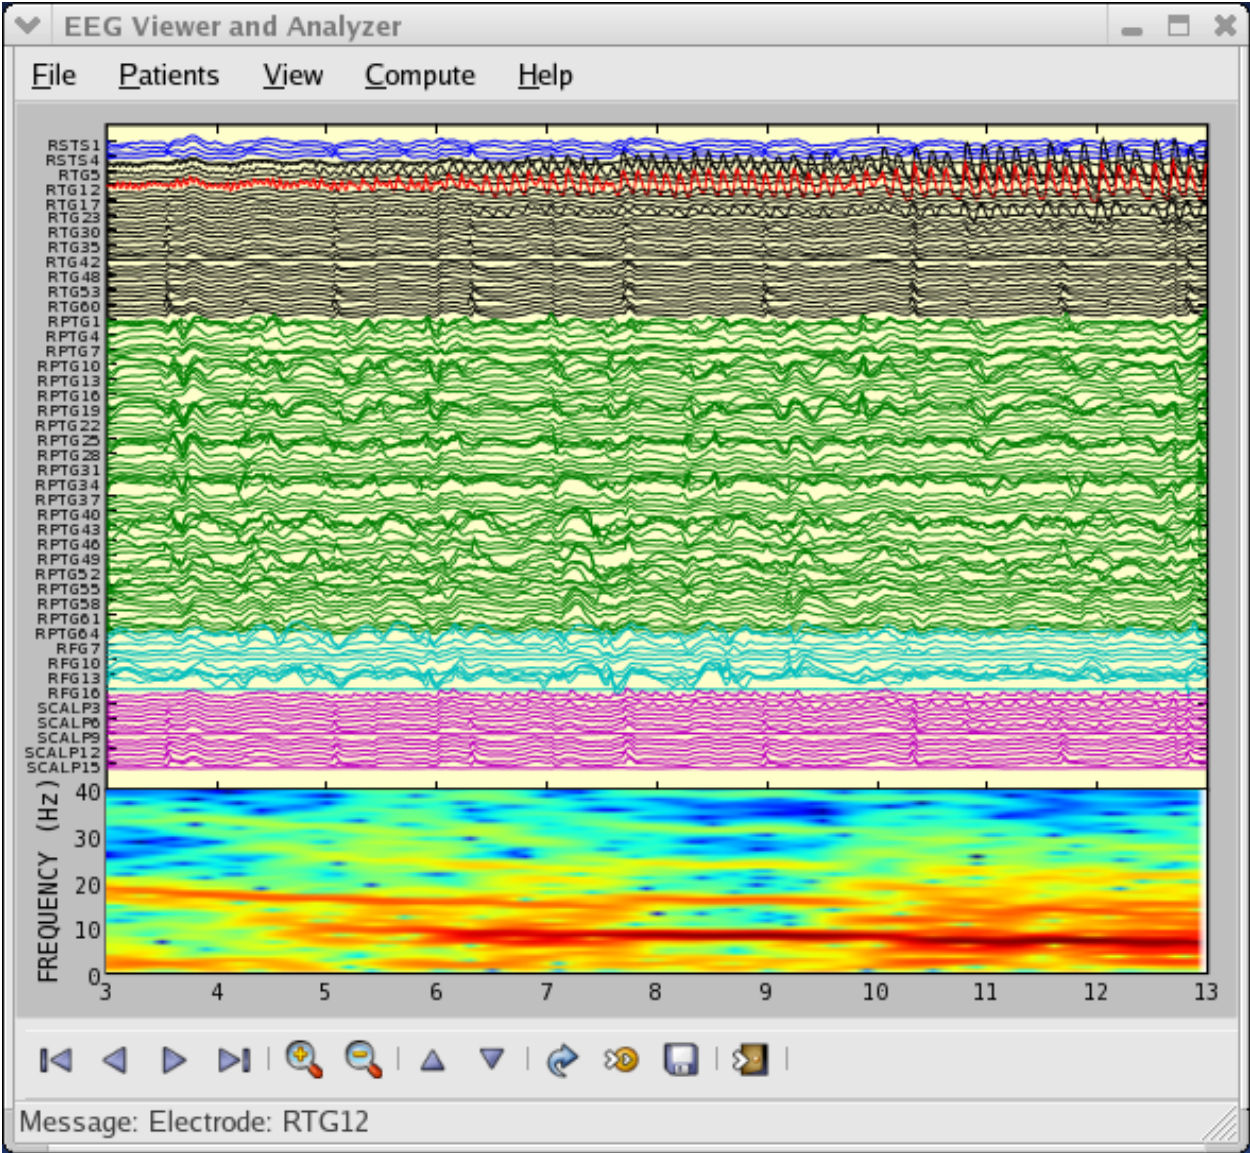 EEG Viewer and Analyzer
File Patients View Compute Help
RSTS1
RSTS4
RTG5
RTG12
RTG17
RTG23
RTG30
RTG35
RTG42
RTG48
RTG53
RTG60
RPTG1
RPTG4
RPTG7
RPTG10
RPTG13
RPTG16
RPTG19
RPTG22
RPTG25
RPTG28
RPTG31
RPTG34
RPTG37
RPTG40
RPTG43
RPTG46
RPTG49
RPTG52
RPTG55
RPTG58
RPTG61
RPTG64
RFG7
RFG10
RFG13
RFG16
SCALP3
SCALP6
SCALP9
SCALP12
SCALP15
FREQUENCY (Hz)
40
30
20
10
0
3 4 5 6 7 8 9 10 11 12 13
Message: Electrode: RTG12